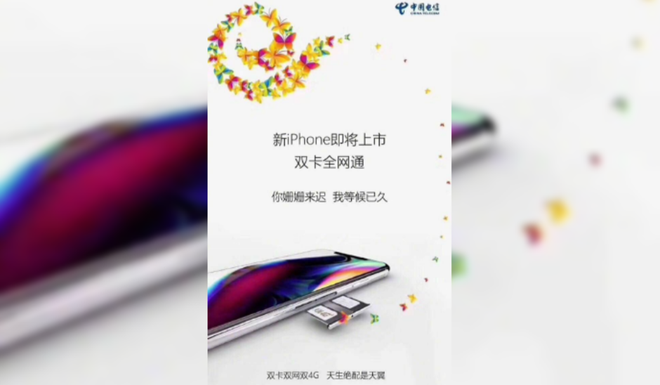 中国电信
CHINA TELECOM
新iPhone即将上市
双卡全网通
你姗姗来迟 我等候已久
双卡双网双4G 天生绝配是天翼